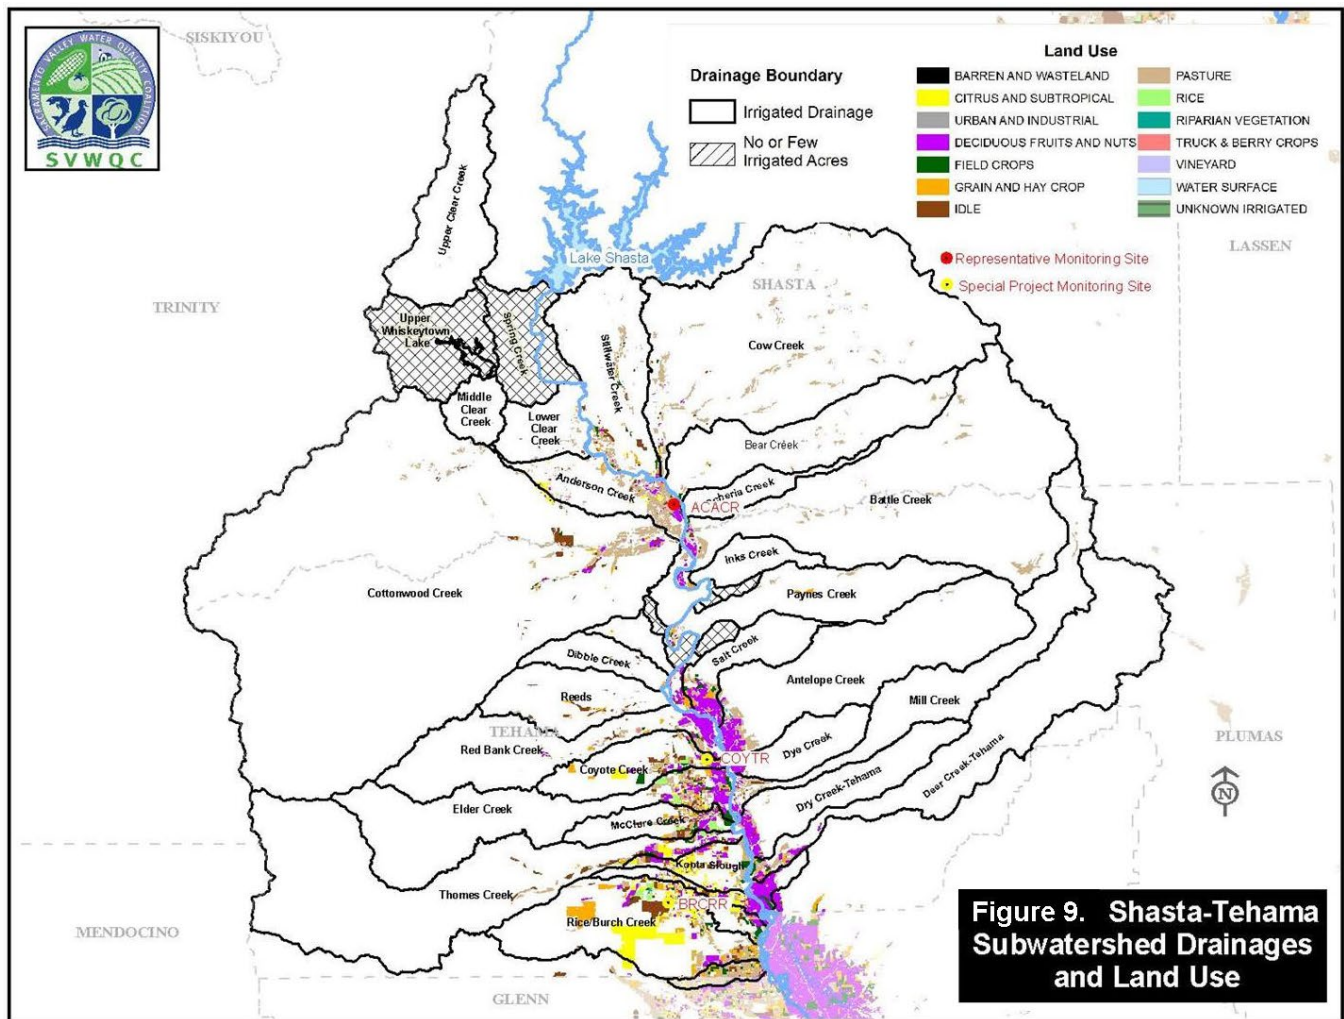 SACRAMENTO VALLEY WATER QUALITY COALITION
SVWQC
SISKIYOU
Drainage Boundary
Irrigated Drainage
No or Few
Irrigated Acres
Land Use
BARREN AND WASTELAND
CITRUS AND SUBTROPICAL
URBAN AND INDUSTRIAL
DECIDUOUS FRUITS AND NUTS
FIELD CROPS
GRAIN AND HAY CROP
IDLE
PASTURE
RICE
RIPARIAN VEGETATION
TRUCK & BERRY CROPS
VINEYARD
WATER SURFACE
UNKNOWN IRRIGATED
Representative Monitoring Site
Special Project Monitoring Site
LASSEN
TRINITY
SHASTA
Upper Clear Creek
Lake Shasta
Upper
Whiskeytown
Lake
Spring Creek
Stillwater Creek
Cow Creek
Middle
Clear
Creek
Lower
Clear
Creek
Bear Creek
Anderson Creek
Creek
ACACR
Battle Creek
Inks Creek
Cottonwood Creek
Paynes Creek
Dibble Creek
Salt Creek
Antelope Creek
Reeds
Mill Creek
TEHAMA
Red Bank Creek
Dye Creek
PLUMAS
COYTR
Coyote Creek
Dry Creek-Tehama
Deer Creek-Tehama
N
Elder Creek
McClure Creek
Kopta Slough
Thomes Creek
BRCRR
Rice/Burch Creek
MENDOCINO
GLENN
Figure 9. Shasta-Tehama
Subwatershed Drainages
and Land Use